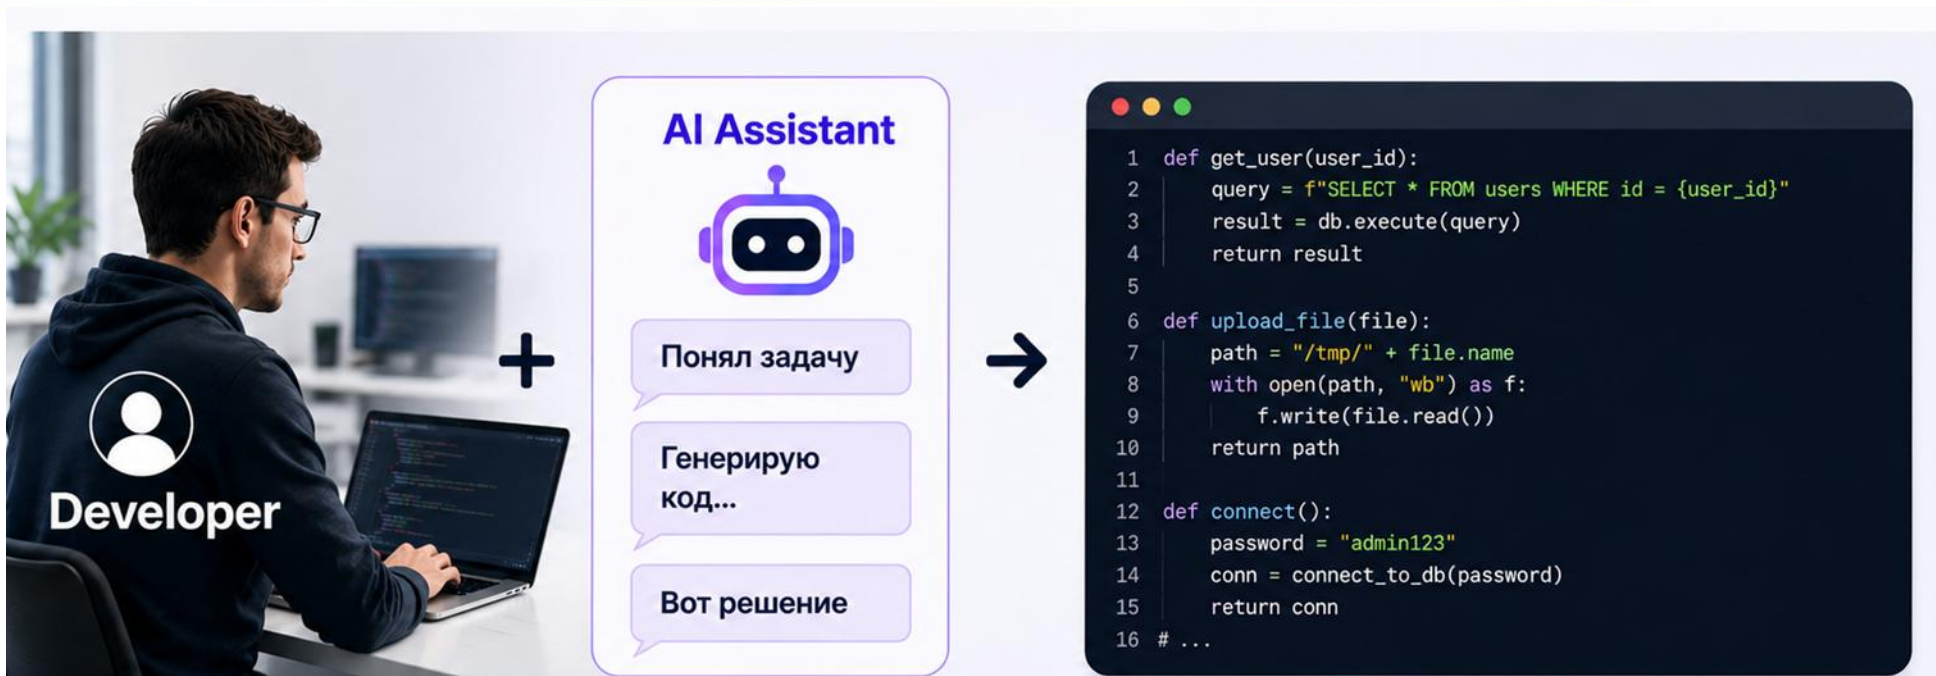 Developer
+
AI Assistant
Понял задачу
Генерирую
код...
Вот решение
1 def get_user(user_id):
2     query = f"SELECT * FROM users WHERE id = {user_id}"
3     result = db.execute(query)
4     return result
5
6 def upload_file(file):
7     path = "/tmp/" + file.name
8     with open(path, "wb") as f:
9         f.write(file.read())
10     return path
11
12 def connect():
13     password = "admin123"
14     conn = connect_to_db(password)
15     return conn
16 # ...